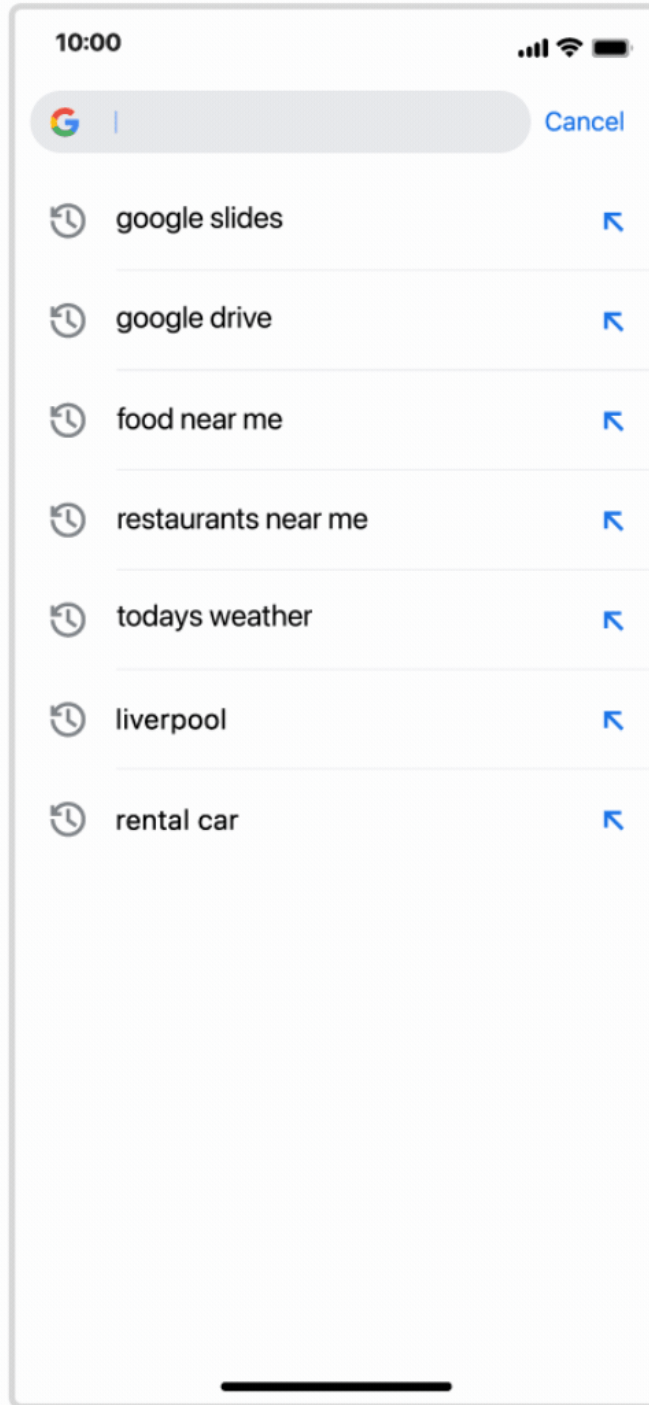 10:00
Cancel
google slides
google drive
food near me
restaurants near me
todays weather
liverpool
rental car